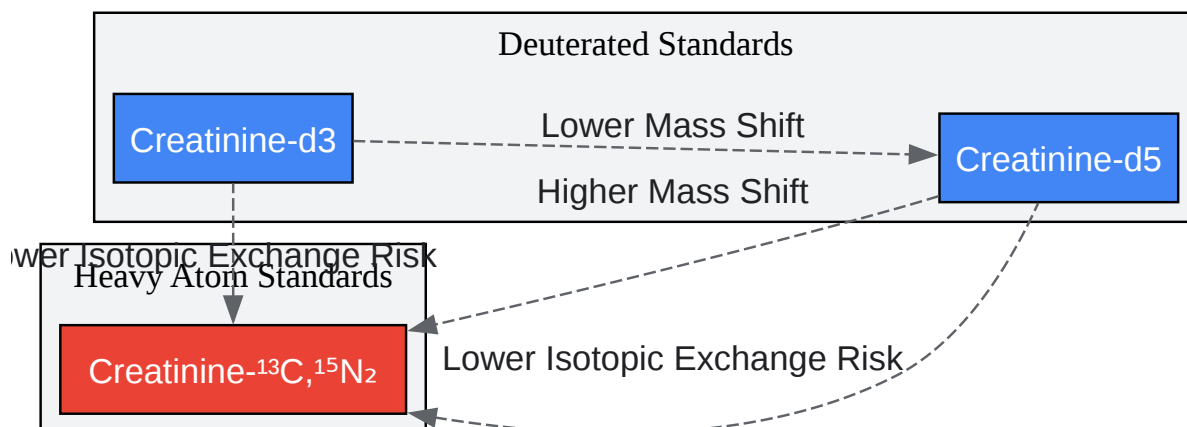 Deuterated Standards
Creatinine-d3
Lower Mass Shift
Creatinine-d5
Higher Mass Shift
ower Isotopic Exchange Risk
Heavy Atom Standards
Creatinine-¹³C,¹⁵N₂
Lower Isotopic Exchange Risk